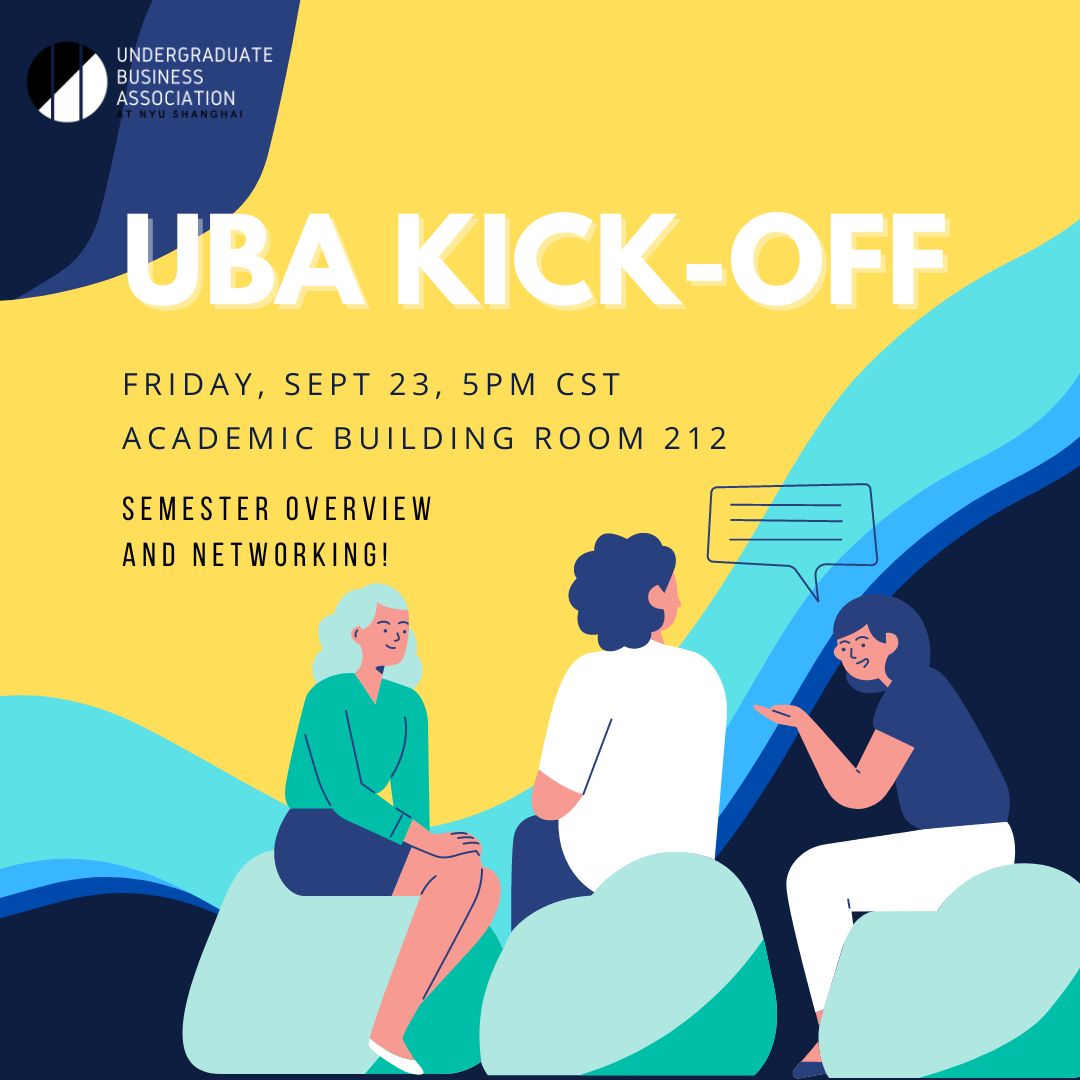 UNDERGRADUATE
BUSINESS
ASSOCIATION
AT NYU SHANGHAI
UBA KICK-OFF
FRIDAY, SEPT 23, 5PM CST
ACADEMIC BUILDING ROOM 212
SEMESTER OVERVIEW
AND NETWORKING!